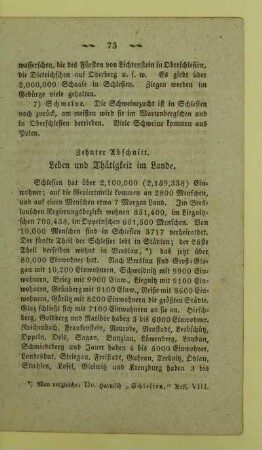 73
wasserschen, die des Fürsten von Lichtenstein in Oberschlesien,
die Dietrichschen auf Oderberg u. s. w. Es giebt über
2,000,000 Schaafe in Schlesien. Ziegen werden im
Gebürge viele gehalten.
7) Schweine. Die Schweinezucht ist in Schlesien
noch zurück, am meisten wird sie im Wartenbergschen und
in Oberschlesien betrieben. Viele Schweine kommen aus
Polen.
Zehnter Abschnitt.
Leben und Thätigkeit im Lande.
Schlesien hat über 2,100,000 (2,159,338) Ein
wohner; auf die Geviertmeile kommen an 2800 Menschen,
und auf einen Menschen etwa 7 Morgen Land. Im Bres-
lauischen Regierungsbezirk wohnen 851,400, im Liegnitz-
schen 706,438, im Oppelnschen 601,500 Menschen. Von
10,000 Menschen sind in Schlesien 3717 verheirathet.
Der fünfte Theil der Schlesier lebt in Städten; der 28ste
Theil derselben wohnt in Breslau, *) das jetzt über
80,000 Einwohner hat. Nach Breslau sind Groß-Glo-
gau mit 10,200 Einwohnern, Schweidnitz mit 9900 Ein-
wohnern, Brieg mit 9900 Einw., Liegnitz mit 9100 Ein-
wohnern, Grünberg mit 9100 Einw., Neisse mit 8600 Ein-
wohnern, Görlitz mit 8200 Einwohnern die größten Städte.
Glaz schließt sich mit 7100 Einwohnern an sie. Hirsch-
berg, Goldberg und Ratibor haben 5 bis 6000 Einwohner.
Reichenbach, Frankenstein, Neurode, Neustadt, Leobschütz,
Oppeln, Oels, Sagan, Bunzlau, Löwenberg, Lauban,
Schmiedeberg und Jauer haben 4 bis 5000 Einwohner.
Landeshut, Striegau, Freistadt, Guhrau, Trebnitz, Ohlau,
Strehlen, Kosel, Gleiwitz und Kreuzburg haben 3 bis
*) Man vergleiche: Dr. Harnisch „Schlesien,“ Aufs. VIII.